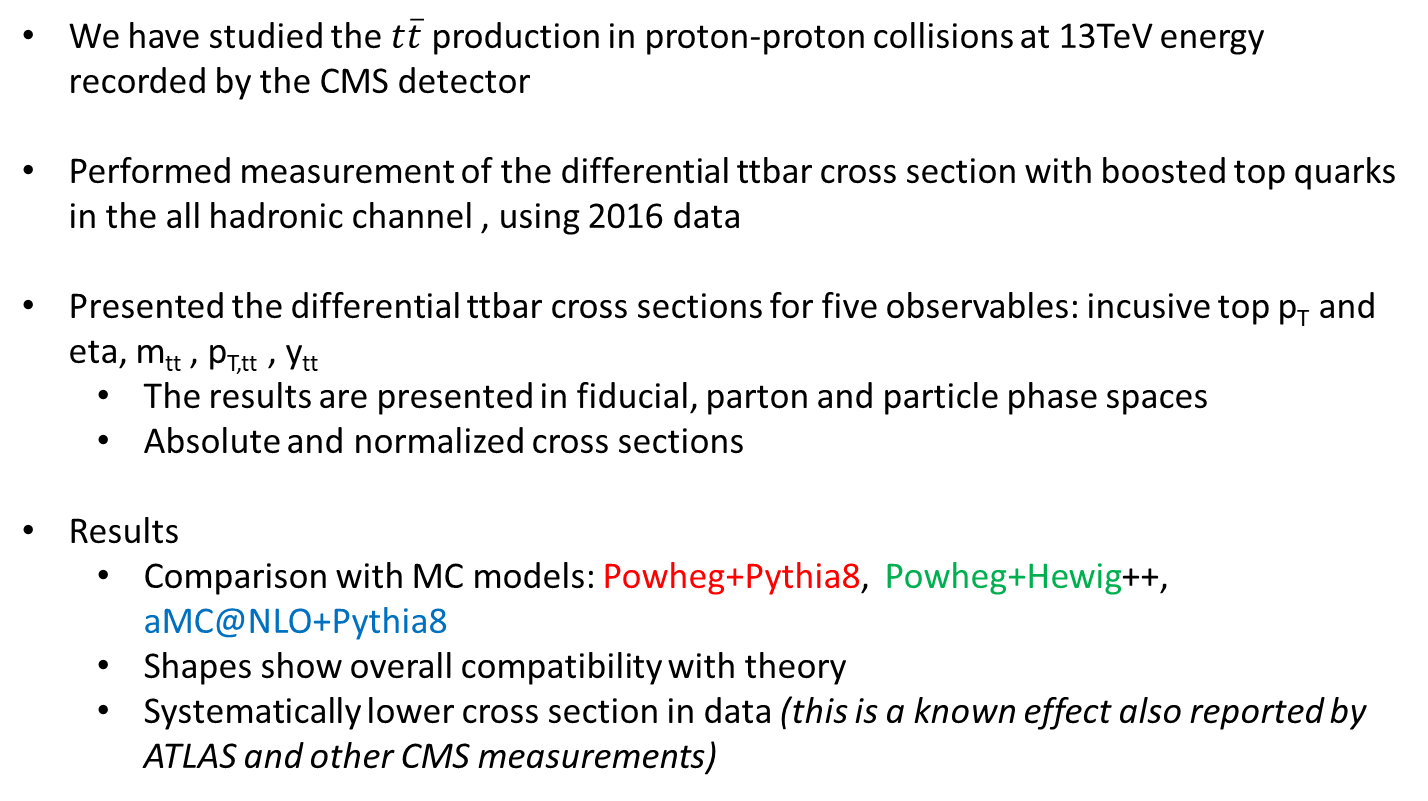 • We have studied the tt̄ production in proton-proton collisions at 13TeV energy
recorded by the CMS detector
• Performed measurement of the differential ttbar cross section with boosted top quarks
in the all hadronic channel , using 2016 data
• Presented the differential ttbar cross sections for five observables: incusive top pT and
eta, mtt , pT,tt , ytt
• The results are presented in fiducial, parton and particle phase spaces
• Absolute and normalized cross sections
• Results
• Comparison with MC models: Powheg+Pythia8, Powheg+Hewig++,
aMC@NLO+Pythia8
• Shapes show overall compatibility with theory
• Systematically lower cross section in data (this is a known effect also reported by
ATLAS and other CMS measurements)